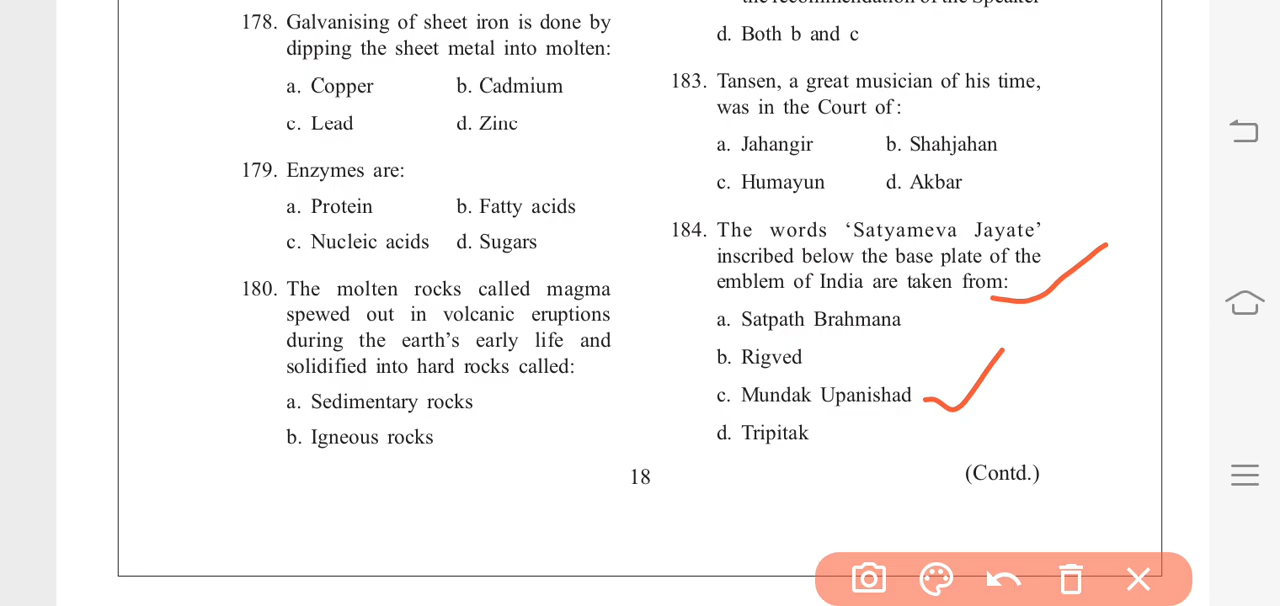 178. Galvanising of sheet iron is done by
dipping the sheet metal into molten:
a. Copper b. Cadmium
c. Lead d. Zinc
179. Enzymes are:
a. Protein b. Fatty acids
c. Nucleic acids d. Sugars
180. The molten rocks called magma
spewed out in volcanic eruptions
during the earth's early life and
solidified into hard rocks called:
a. Sedimentary rocks
b. Igneous rocks
the recommendation of the Speaker
d. Both b and c
183. Tansen, a great musician of his time,
was in the Court of:
a. Jahangir b. Shahjahan
c. Humayun d. Akbar
184. The words ‘Satyameva Jayate’
inscribed below the base plate of the
emblem of India are taken from:
a. Satpath Brahmana
b. Rigved
c. Mundak Upanishad
d. Tripitak
18
(Contd.)